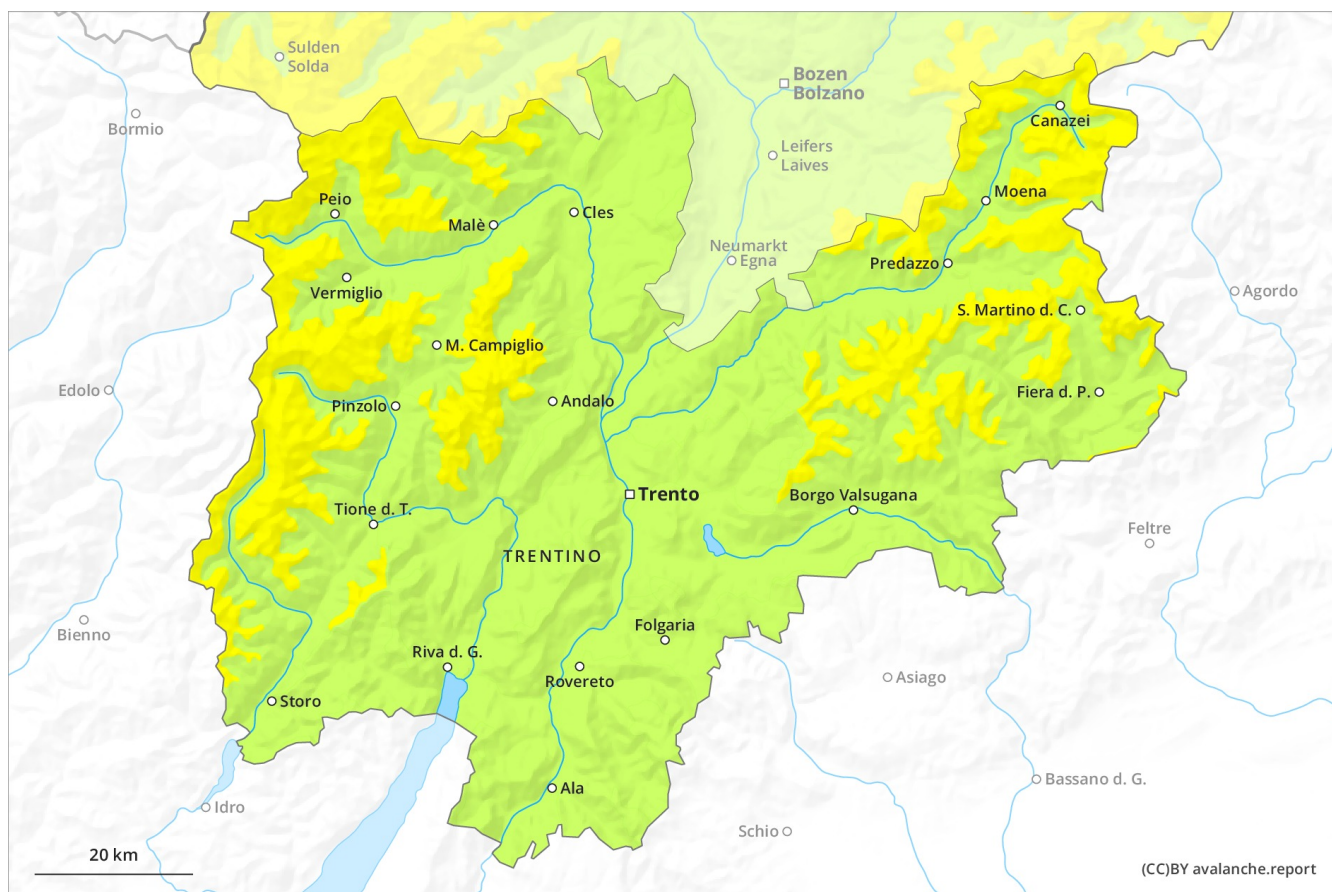 Sulden
Solda
Bozen
Bolzano
Bormio
Canazei
Leifers
Laives
Peio
Moena
Malè
Cles
Neumarkt
Egna
Predazzo
Vermiglio
Agordo
S. Martino d. C.
M. Campiglio
Edolo
Fiera d. P.
Pinzolo
Andalo
Trento
Borgo Valsugana
Tione d. T.
Feltre
TRENTINO
Bienno
Folgaria
Riva d. G.
Rovereto
Asiago
Storo
Bassano d. G.
Ala
Idro
Schio
20 km
(CC)BY avalanche.report